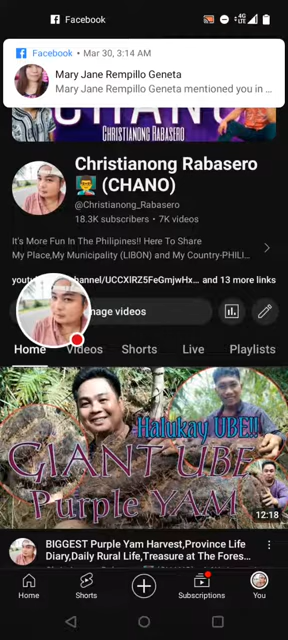 Facebook
4G
Facebook • Mar 30, 3:14 AM
Mary Jane Rempillo Geneta
Mary Jane Rempillo Geneta mentioned you in ...
CHANO
CHRISTIANONG RABASERO
Christianong Rabasero
(CHANO)
@Christianong_Rabasero
18.3K subscribers • 7K videos
It's More Fun In The Philipines!! Here To Share
My Place,My Municipality (LIBON) and My Country-PHILI...
and 13 more links
videos
Home Videos Shorts Live Playlists
Halukay UBE!!
GIANT UBE
Purple YAM
12:18
BIGGEST Purple Yam Harvest,Province Life
Diary,Daily Rural Life,Treasure at The Fores...
Home Shorts Subscriptions You